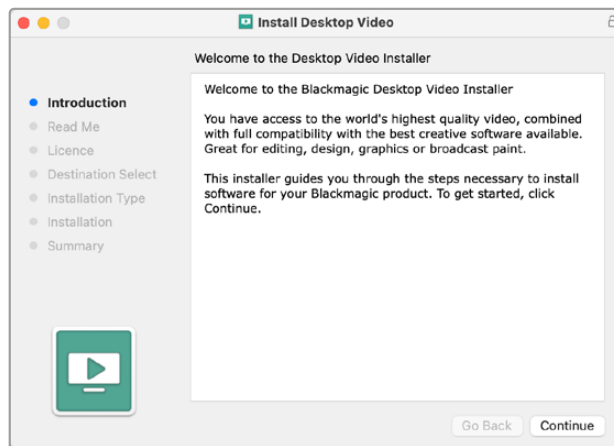 Install Desktop Video
Welcome to the Desktop Video Installer
Introduction
Read Me
Licence
Destination Select
Installation Type
Installation
Summary
Welcome to the Blackmagic Desktop Video Installer
You have access to the world's highest quality video, combined
with full compatibility with the best creative software available.
Great for editing, design, graphics or broadcast paint.
This installer guides you through the steps necessary to install
software for your Blackmagic product. To get started, click
Continue.
Go Back
Continue